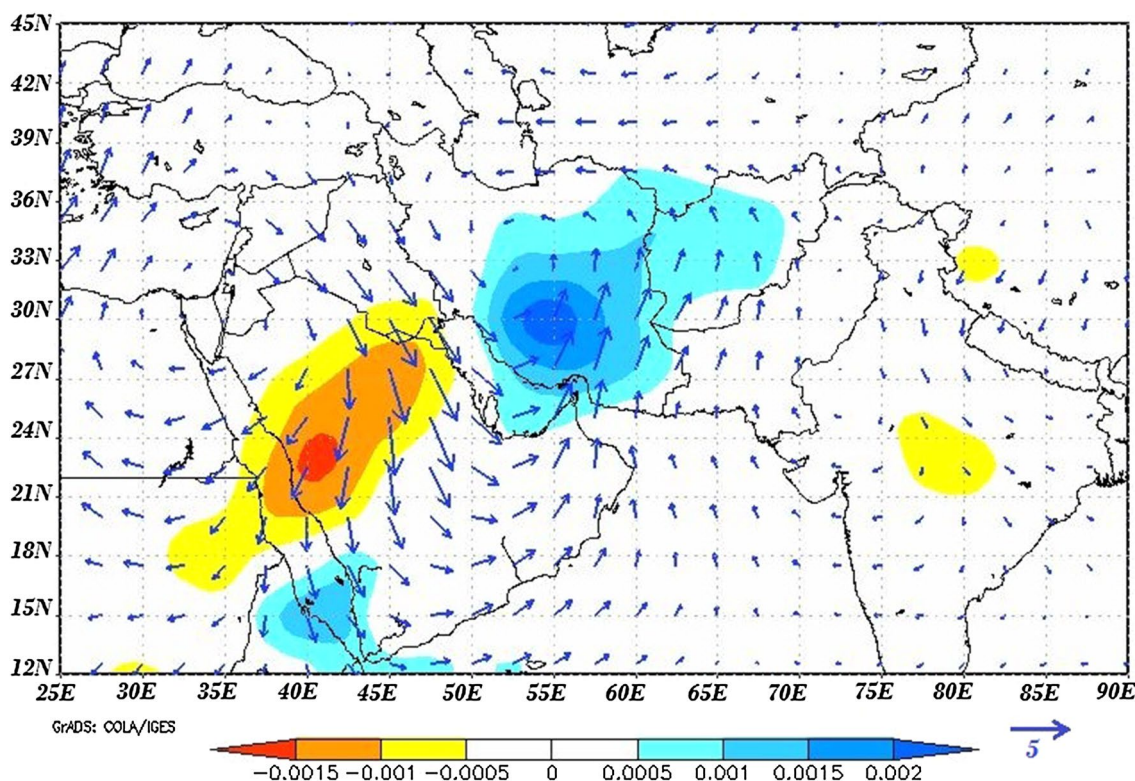 45N
42N
39N
36N
33N
30N
27N
24N
21N
18N
15N
12N
25E 30E 35E 40E 45E 50E 55E 60E 65E 70E 75E 80E 85E 90E
GrADS: COLA/IGES
5
−0.0015 −0.001 −0.0005 0 0.0005 0.001 0.0015 0.002